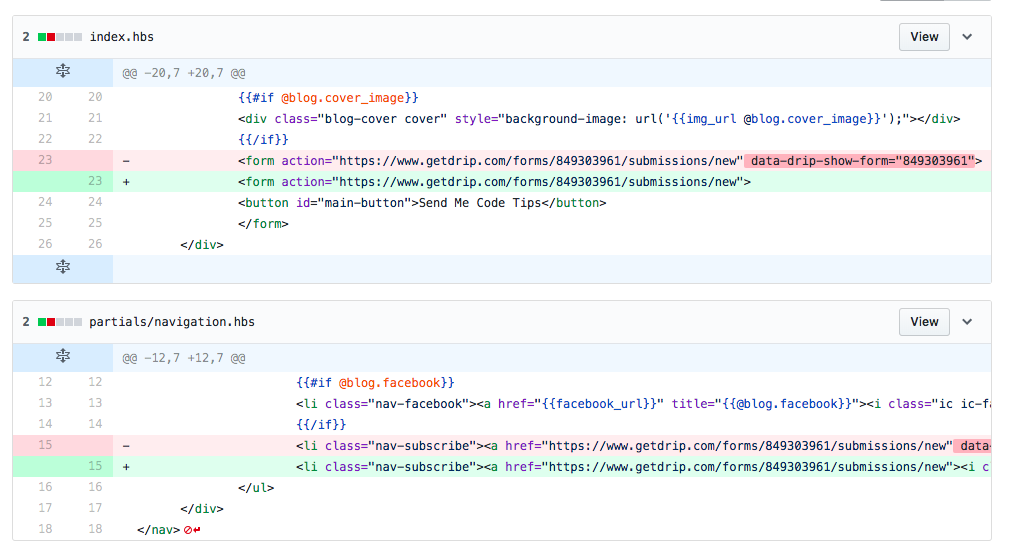 2 index.hbs View
@@ -20,7 +20,7 @@
20 20 {{#if @blog.cover_image}}
21 21 <div class="blog-cover cover" style="background-image: url('{{img_url @blog.cover_image}}');"></div>
22 22 {{/if}}
23 - <form action="https://www.getdrip.com/forms/849303961/submissions/new" data-drip-show-form="849303961">
23 + <form action="https://www.getdrip.com/forms/849303961/submissions/new">
24 24 <button id="main-button">Send Me Code Tips</button>
25 25 </form>
26 26 </div>
2 partials/navigation.hbs View
@@ -12,7 +12,7 @@
12 12 {{#if @blog.facebook}}
13 13 <li class="nav-facebook"><a href="{{facebook_url}}" title="{{@blog.facebook}}"><i class="ic ic-fa
14 14 {{/if}}
15 - <li class="nav-subscribe"><a href="https://www.getdrip.com/forms/849303961/submissions/new" data-
15 + <li class="nav-subscribe"><a href="https://www.getdrip.com/forms/849303961/submissions/new"><i c
16 16 </ul>
17 17 </div>
18 18 </nav>